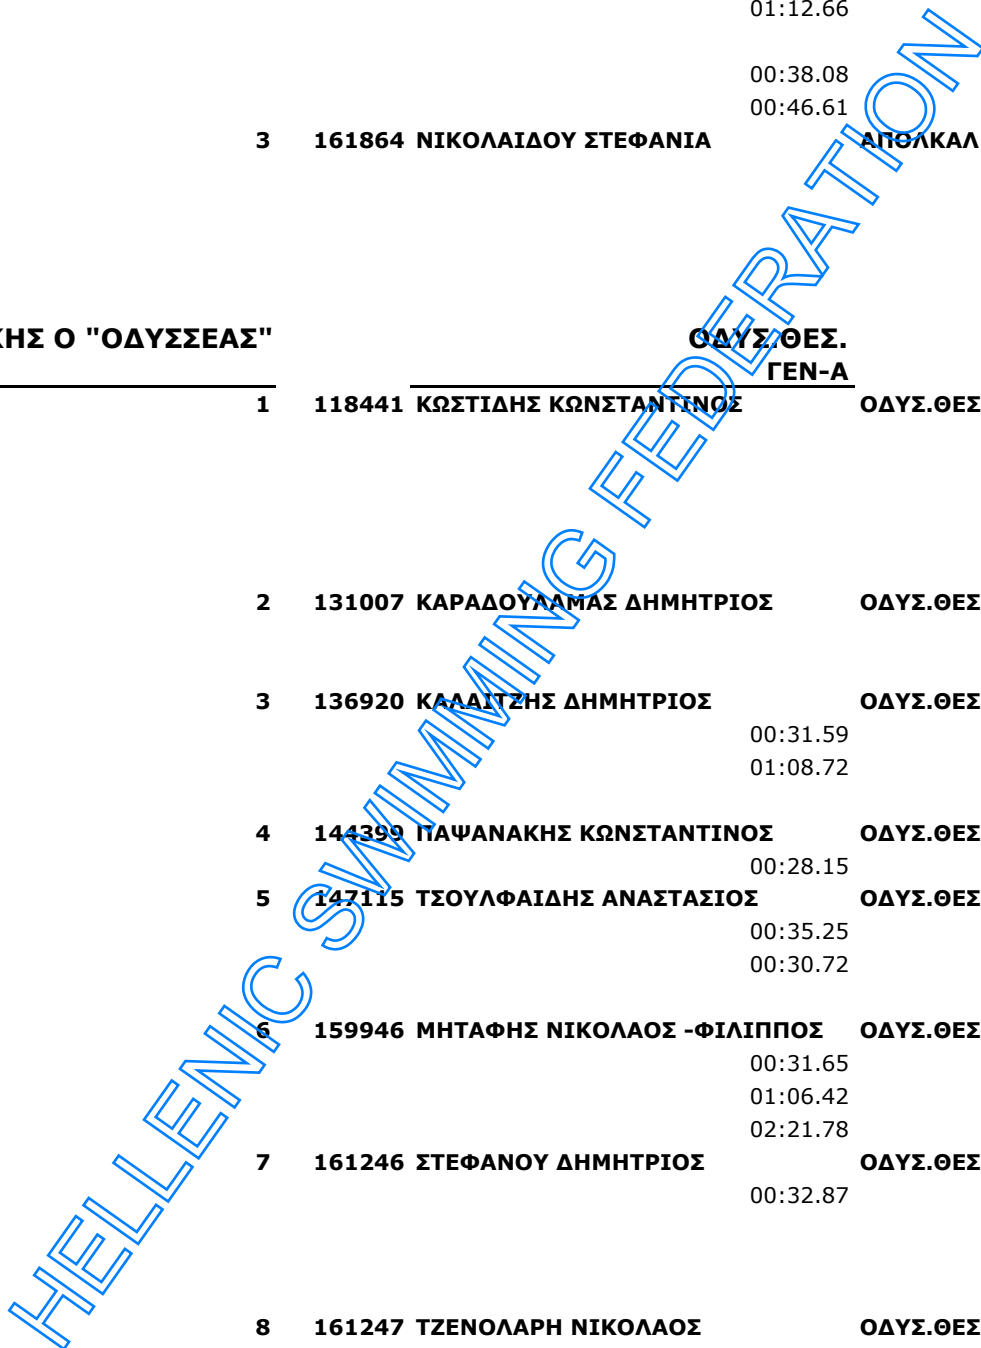 01:12.66
00:38.08
00:46.61
3 161864 ΝΙΚΟΛΑΙΔΟΥ ΣΤΕΦΑΝΙΑ ΑΠΟΛΚΑΛ
ΚΗΣ Ο "ΟΔΥΣΣΕΑΣ" ΟΔΥΣ.ΘΕΣ.
ΓΕΝ-Α
1 118441 ΚΩΣΤΙΔΗΣ ΚΩΝΣΤΑΝΤΙΝΟΣ ΟΔΥΣ.ΘΕΣ
2 131007 ΚΑΡΑΔΟΥΛΑΜΑΣ ΔΗΜΗΤΡΙΟΣ ΟΔΥΣ.ΘΕΣ
3 136920 ΚΑΛΑΙΤΖΗΣ ΔΗΜΗΤΡΙΟΣ ΟΔΥΣ.ΘΕΣ
00:31.59
01:08.72
4 144399 ΠΑΨΑΝΑΚΗΣ ΚΩΝΣΤΑΝΤΙΝΟΣ ΟΔΥΣ.ΘΕΣ
00:28.15
5 147115 ΤΣΟΥΛΦΑΙΔΗΣ ΑΝΑΣΤΑΣΙΟΣ ΟΔΥΣ.ΘΕΣ
00:35.25
00:30.72
6 159946 ΜΗΤΑΦΗΣ ΝΙΚΟΛΑΟΣ -ΦΙΛΙΠΠΟΣ ΟΔΥΣ.ΘΕΣ
00:31.65
01:06.42
02:21.78
7 161246 ΣΤΕΦΑΝΟΥ ΔΗΜΗΤΡΙΟΣ ΟΔΥΣ.ΘΕΣ
00:32.87
8 161247 ΤΖΕΝΟΛΑΡΗ ΝΙΚΟΛΑΟΣ ΟΔΥΣ.ΘΕΣ
HELLENIC SWIMMING FEDERATION